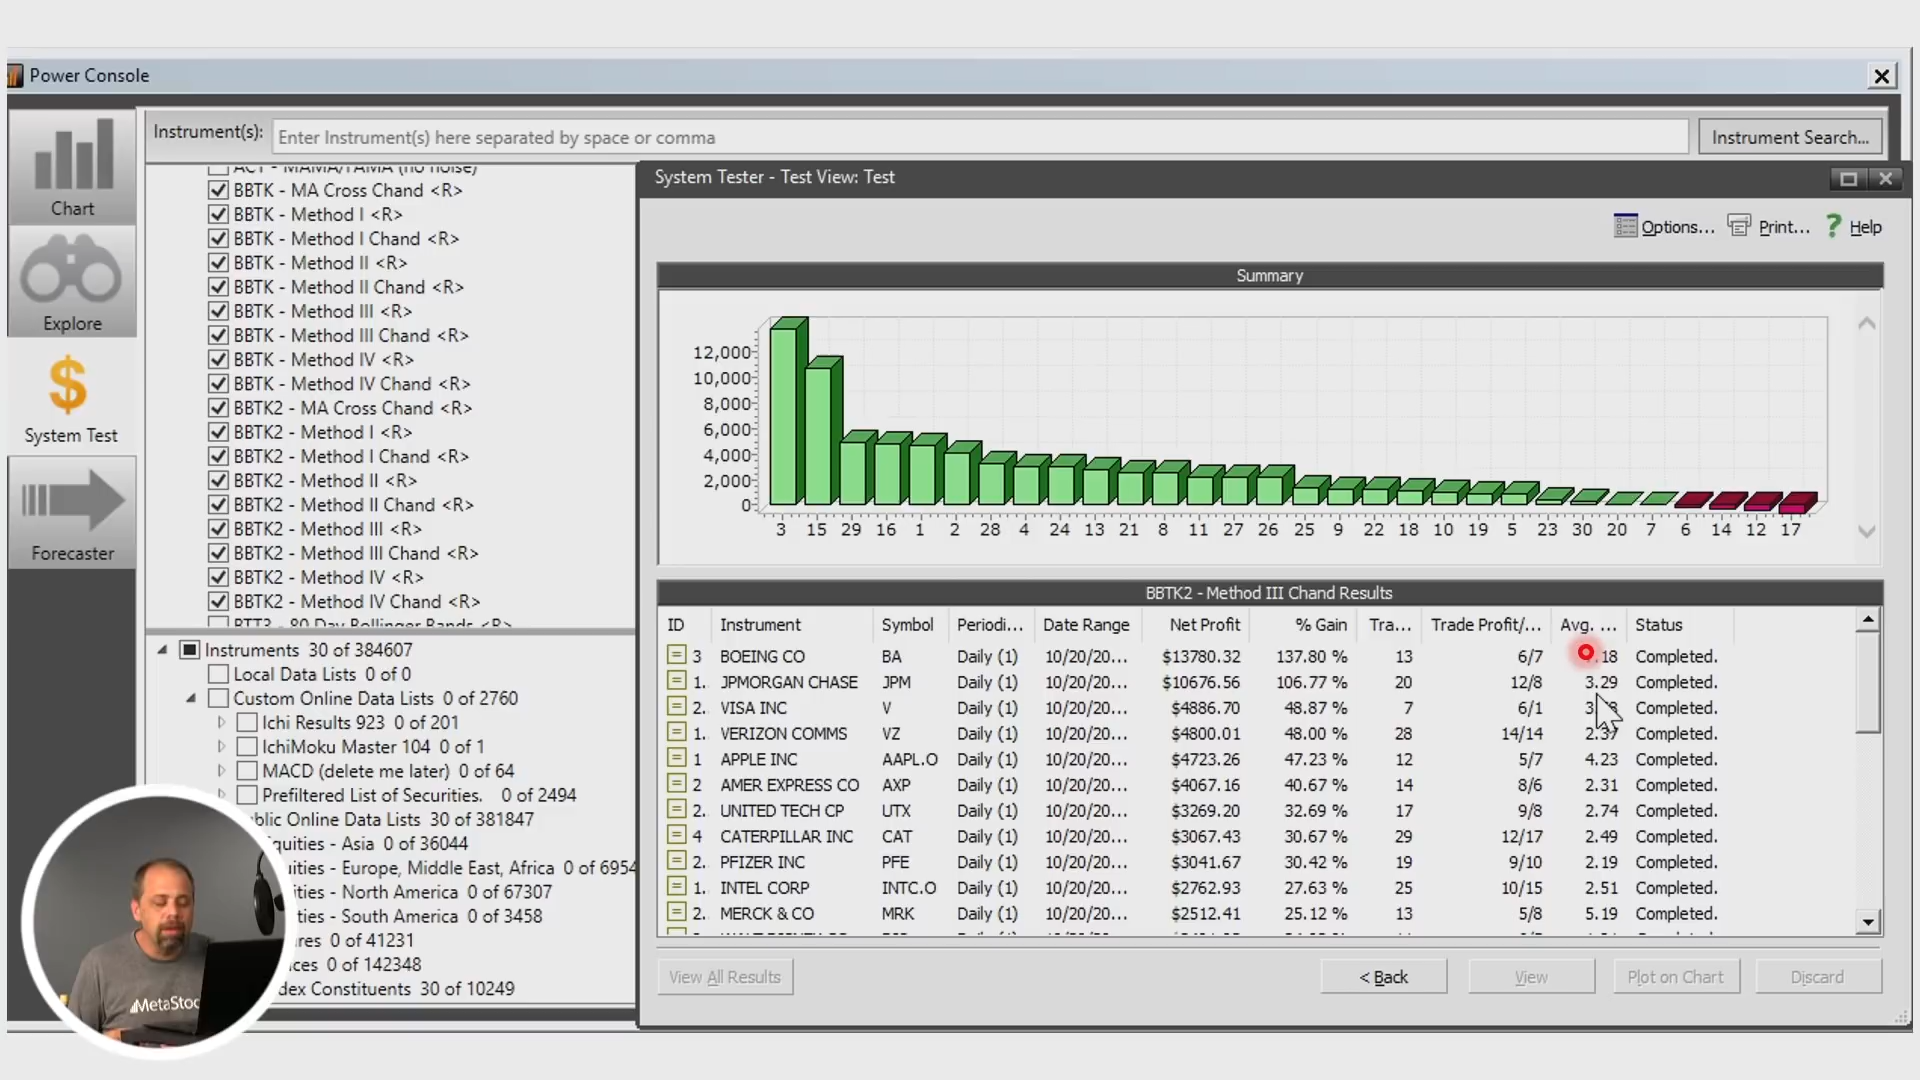 Power Console
Chart
Explore
System Test
Forecaster
Instrument(s):
Enter Instrument(s) here separated by space or comma
Instrument Search...
BBTK - MA Cross Chand <R>
BBTK - Method I <R>
BBTK - Method I Chand <R>
BBTK - Method II <R>
BBTK - Method II Chand <R>
BBTK - Method III <R>
BBTK - Method III Chand <R>
BBTK - Method IV <R>
BBTK - Method IV Chand <R>
BBTK2 - MA Cross Chand <R>
BBTK2 - Method I <R>
BBTK2 - Method I Chand <R>
BBTK2 - Method II <R>
BBTK2 - Method II Chand <R>
BBTK2 - Method III <R>
BBTK2 - Method III Chand <R>
BBTK2 - Method IV <R>
BBTK2 - Method IV Chand <R>
Instruments 30 of 384607
Local Data Lists 0 of 0
Custom Online Data Lists 0 of 2760
Ichi Results 923 0 of 201
IchiMoku Master 104 0 of 1
MACD (delete me later) 0 of 64
Prefiltered List of Securities. 0 of 2494
blic Online Data Lists 30 of 381847
quities - Asia 0 of 36044
uities - Europe, Middle East, Africa 0 of 6954
ities - North America 0 of 67307
ities - South America 0 of 3458
ures 0 of 41231
ices 0 of 142348
dex Constituents 30 of 10249
MetaStoc
System Tester - Test View: Test
Options... Print... Help
Summary
12,000
10,000
8,000
6,000
4,000
2,000
0
3 15 29 16 1 2 28 4 24 13 21 8 11 27 26 25 9 22 18 10 19 5 23 30 20 7 6 14 12 17
BBTK2 - Method III Chand Results
ID Instrument Symbol Periodi... Date Range Net Profit % Gain Tra... Trade Profit/... Avg. ... Status
3 BOEING CO BA Daily (1) 10/20/20... $13780.32 137.80 % 13 6/7 .18 Completed.
1. JPMORGAN CHASE JPM Daily (1) 10/20/20... $10676.56 106.77 % 20 12/8 3.29 Completed.
2. VISA INC V Daily (1) 10/20/20... $4886.70 48.87 % 7 6/1 Completed.
1. VERIZON COMMS VZ Daily (1) 10/20/20... $4800.01 48.00 % 28 14/14 2.37 Completed.
1 APPLE INC AAPL.O Daily (1) 10/20/20... $4723.26 47.23 % 12 5/7 4.23 Completed.
2 AMER EXPRESS CO AXP Daily (1) 10/20/20... $4067.16 40.67 % 14 8/6 2.31 Completed.
2. UNITED TECH CP UTX Daily (1) 10/20/20... $3269.20 32.69 % 17 9/8 2.74 Completed.
4 CATERPILLAR INC CAT Daily (1) 10/20/20... $3067.43 30.67 % 29 12/17 2.49 Completed.
2. PFIZER INC PFE Daily (1) 10/20/20... $3041.67 30.42 % 19 9/10 2.19 Completed.
1. INTEL CORP INTC.O Daily (1) 10/20/20... $2762.93 27.63 % 25 10/15 2.51 Completed.
2. MERCK & CO MRK Daily (1) 10/20/20... $2512.41 25.12 % 13 5/8 5.19 Completed.
View All Results < Back View Plot on Chart Discard